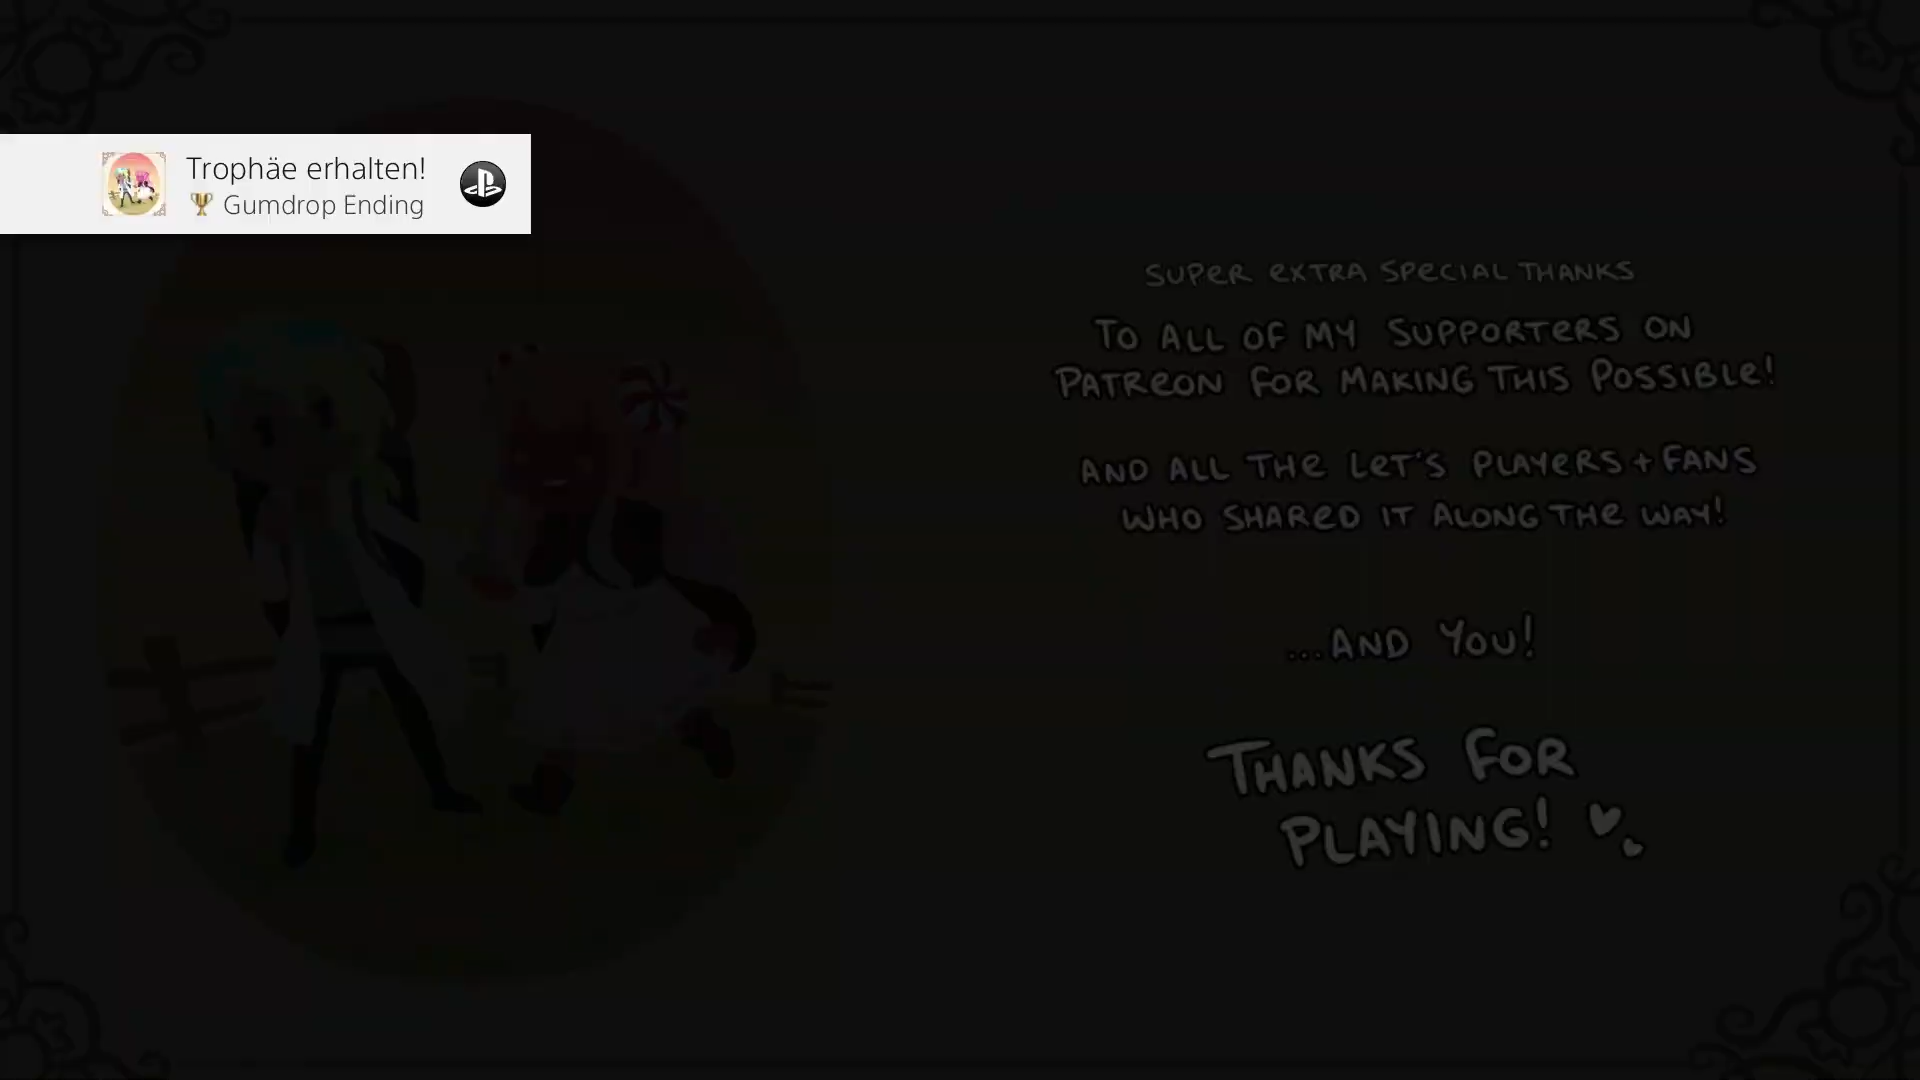 Trophäe erhalten!
Gumdrop Ending
SUPER EXTRA SPECIAL THANKS
TO ALL OF MY SUPPORTERS ON
PATREON FOR MAKING THIS POSSIBLE!
AND ALL THE LET'S PLAYERS + FANS
WHO SHARED IT ALONG THE WAY!
...AND YOU!
THANKS FOR
PLAYING!